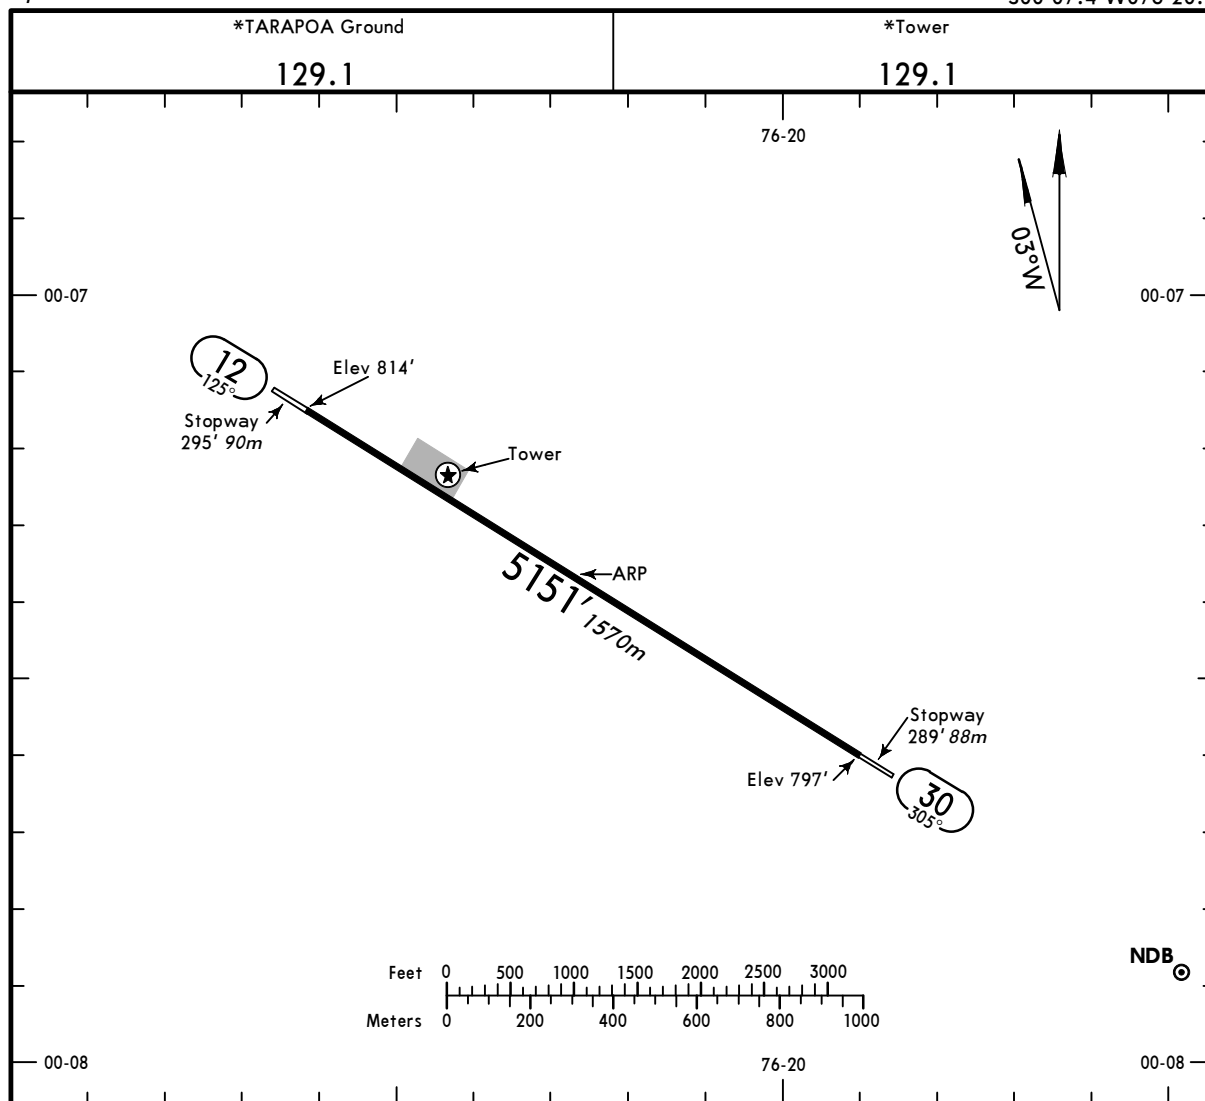 *TARAPOA Ground
*Tower
129.1
129.1
76-20
03°W
00-07
00-07
12
125°
Elev 814'
Stopway
295' 90m
Tower
ARP
5151' 1570m
Stopway
289' 88m
Elev 797'
30
305°
NDB
Feet 0 500 1000 1500 2000 2500 3000
Meters 0 200 400 600 800 1000
00-08
76-20
00-08